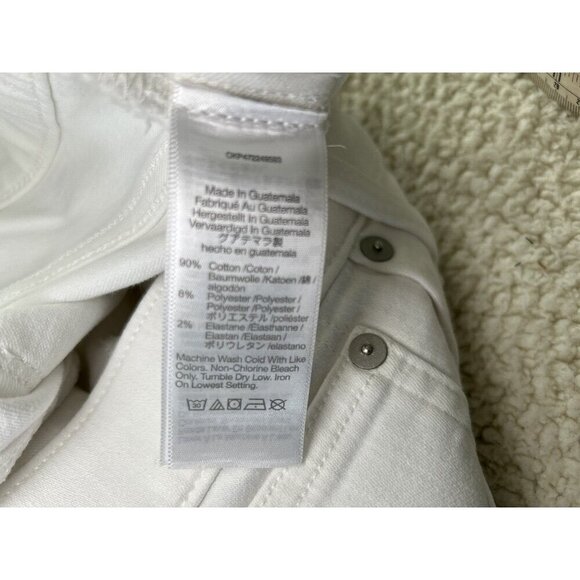 Made In Guatemala
Fabriqué Au Guatemala
Hergestellt In Guatemala
Vervaardigd In Guatemala
グアテマラ製
hecho en guatemala
90% Cotton /Coton/
Baumwolle /Katoen /綿/
algodón
8% Polyester /Polyester/
Polyester /Polyester/
ポリエステル /poliéster
2% Elastane /Elasthanne/
Elastan /Elastaan/
ポリウレタン /elastano
Machine Wash Cold With Like
Colors. Non-Chlorine Bleach
Only. Tumble Dry Low. Iron
On Lowest Setting.
30